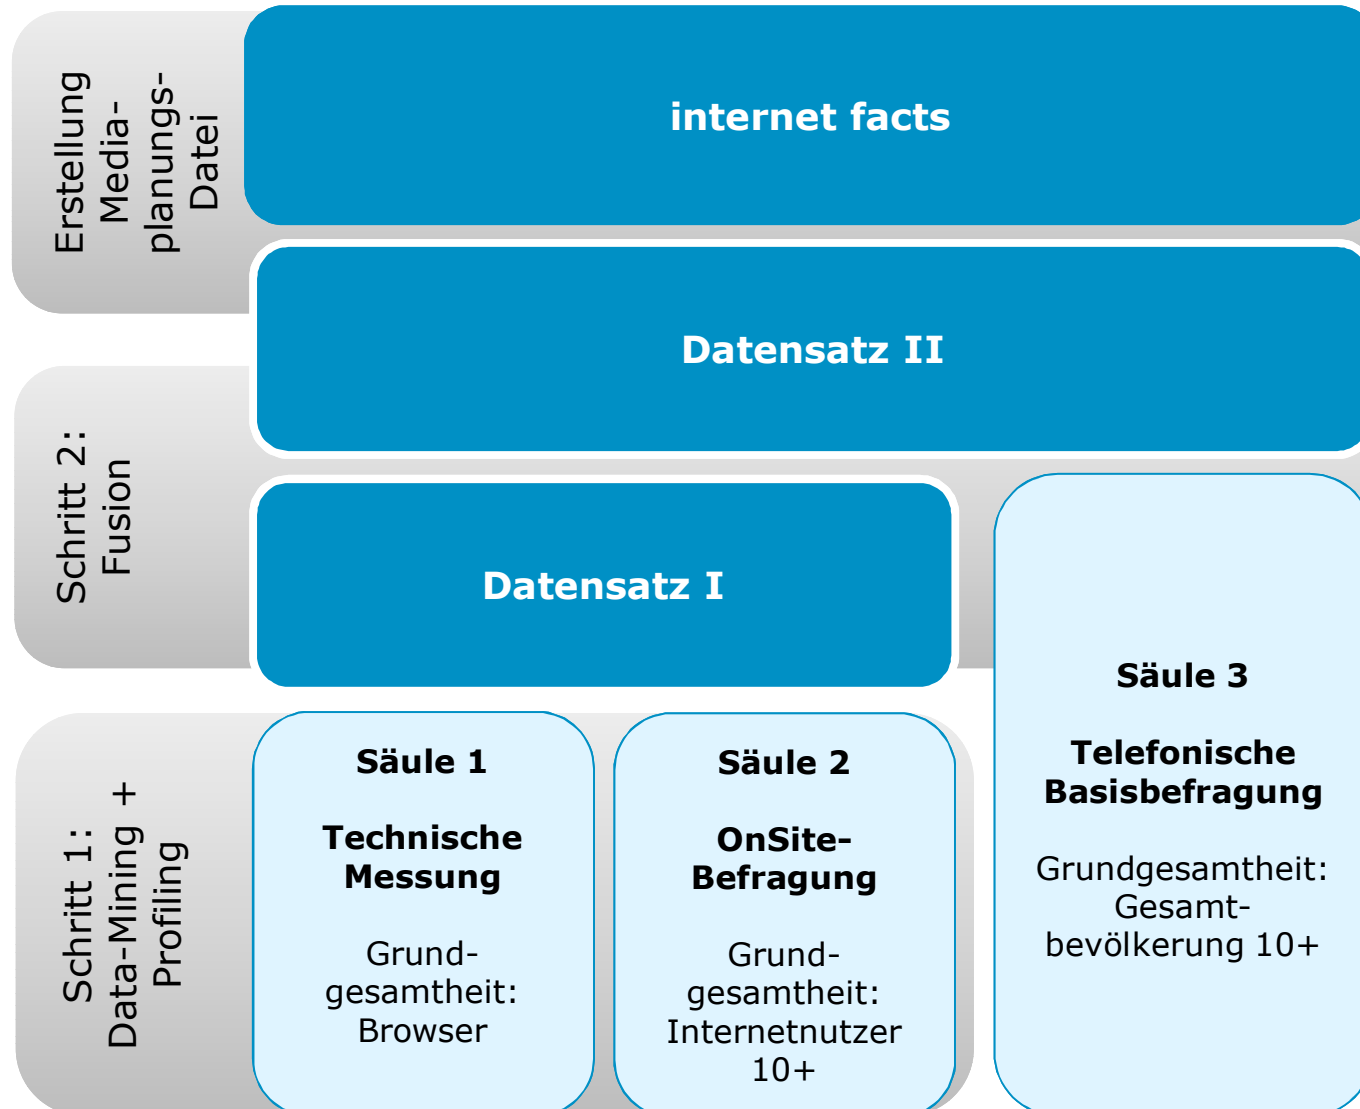 Erstellung
Media-
planungs-
Datei
internet facts
Datensatz II
Schritt 2:
Fusion
Datensatz I
Schritt 1:
Data-Mining +
Profiling
Säule 1
Technische
Messung
Grund-
gesamtheit:
Browser
Säule 2
OnSite-
Befragung
Grund-
gesamtheit:
Internetnutzer
10+
Säule 3
Telefonische
Basisbefragung
Grundgesamtheit:
Gesamt-
bevölkerung 10+